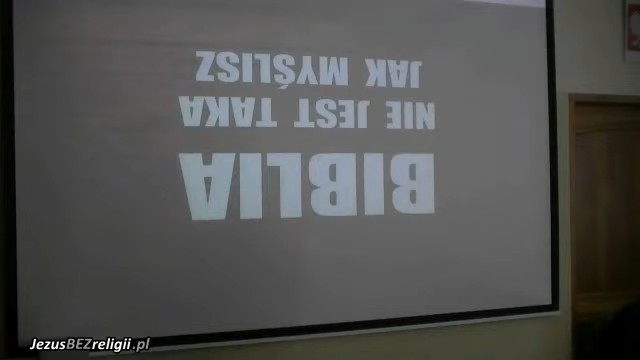 BIBLIA
NIE JEST TAKA
JAK MYŚLISZ
JezusBEZreligii.pl